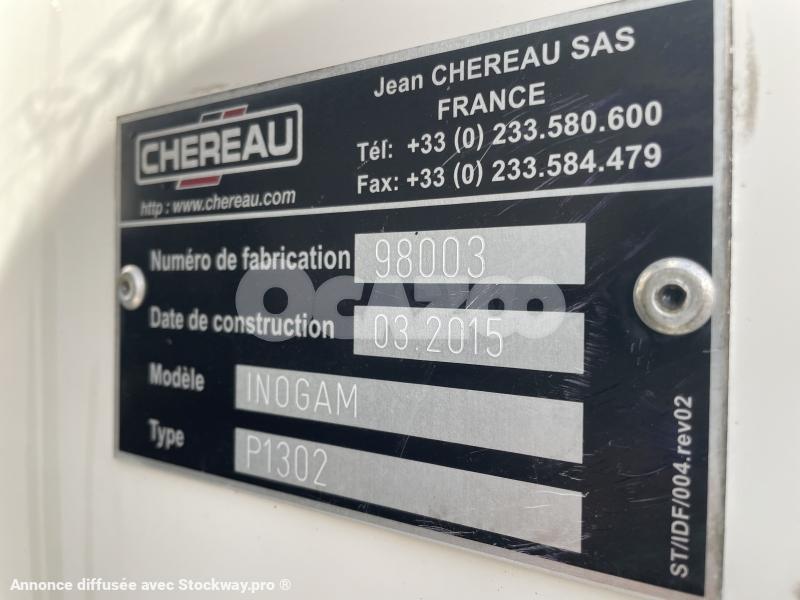 Jean CHEREAU SAS
FRANCE
CHEREAU
Tél: +33 (0) 233.580.600
Fax: +33 (0) 233.584.479
http : www.chereau.com
Numéro de fabrication 98003
OCAZOO
Date de construction 03.2015
Modèle INOGAM
Type P1302
ST/IDF/004.rev02
Annonce diffusée avec Stockway.pro ®